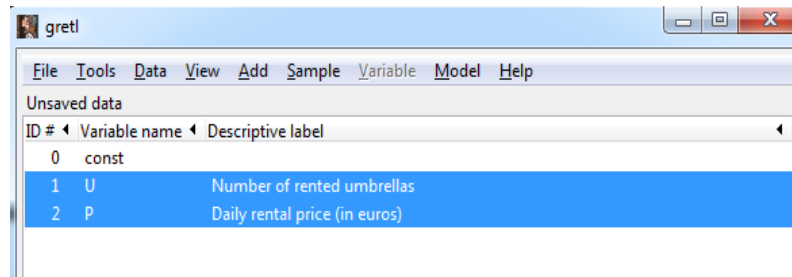 gretl
File Tools Data View Add Sample Variable Model Help
Unsaved data
ID # Variable name Descriptive label
0 const
1 U Number of rented umbrellas
2 P Daily rental price (in euros)